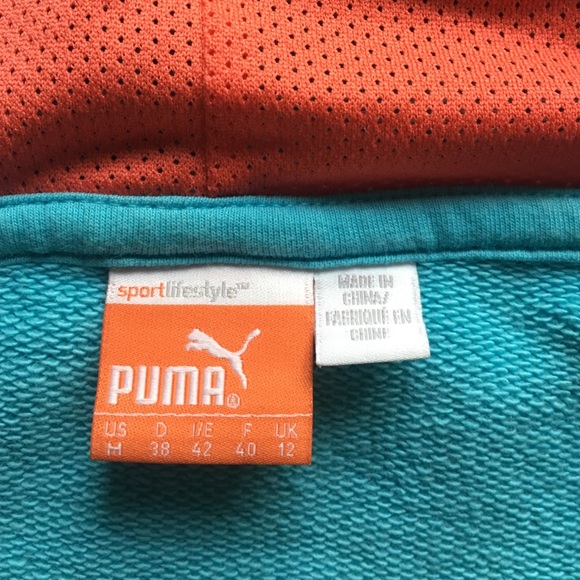 sportlifestyle™
PUMA®
US D I/E F UK
M 38 42 40 12
MADE IN
CHINA/
FABRIQUÉ EN
CHINE